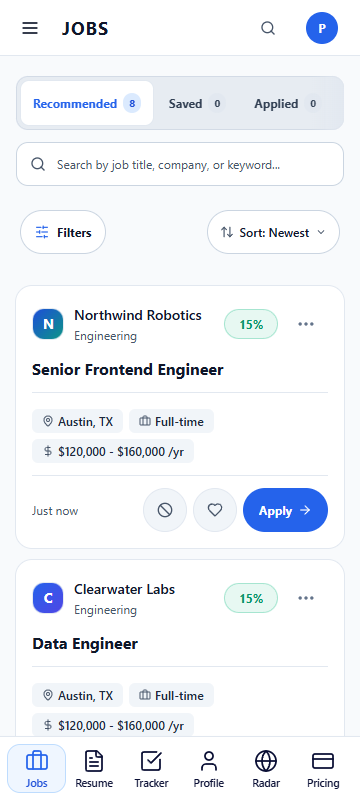 JOBS
P
Recommended 8 Saved 0 Applied 0
Search by job title, company, or keyword...
Filters Sort: Newest
N Northwind Robotics 15%
Engineering
Senior Frontend Engineer
Austin, TX Full-time
$120,000 - $160,000 /yr
Just now Apply
C Clearwater Labs 15%
Engineering
Data Engineer
Austin, TX Full-time
$120,000 - $160,000 /yr
Jobs Resume Tracker Profile Radar Pricing